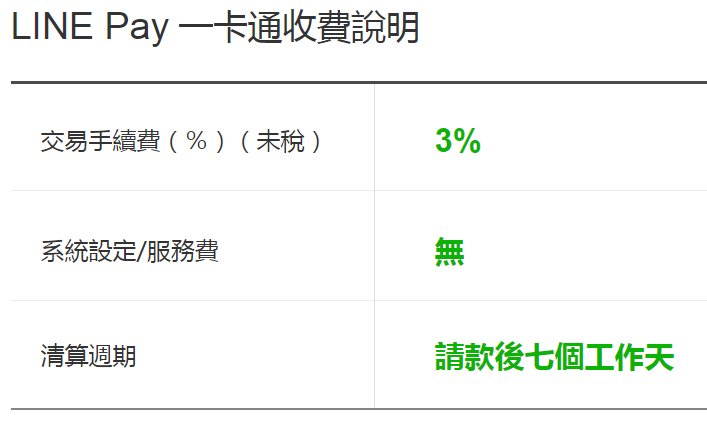 LINE Pay 一卡通收費說明
交易手續費（%）（未稅）
3%
系統設定/服務費
無
清算週期
請款後七個工作天